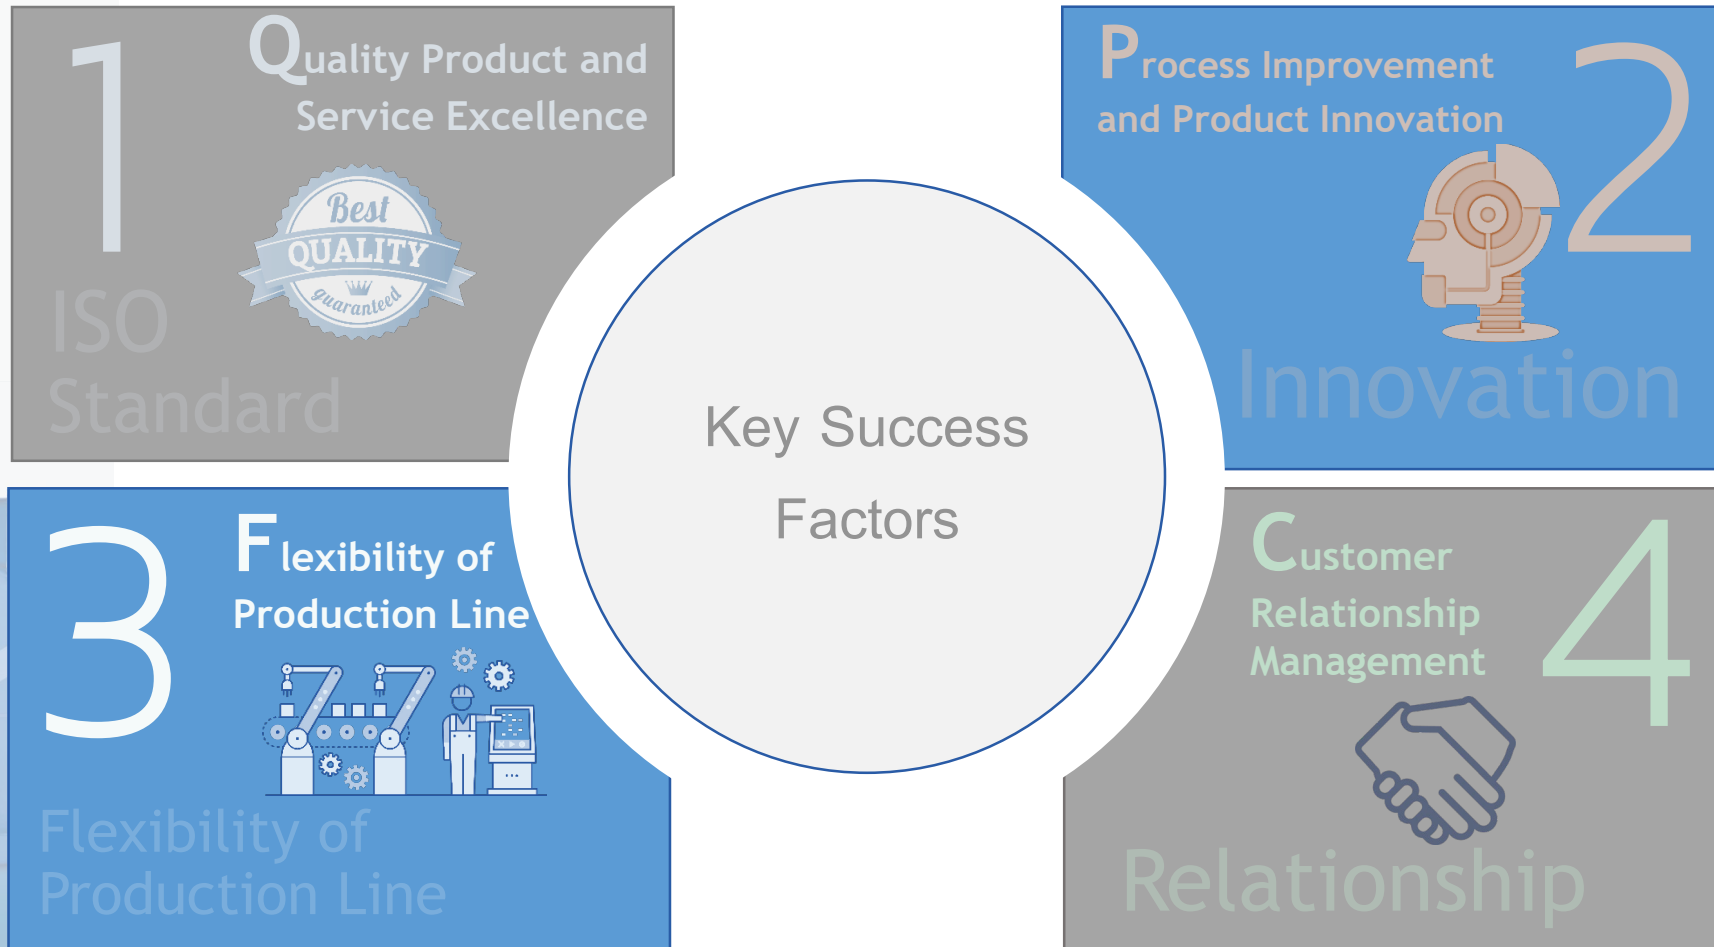 1
Quality Product and
Service Excellence
Best
QUALITY
guaranteed
ISO
Standard
2
Process Improvement
and Product Innovation
Innovation
Key Success
Factors
3
Flexibility of
Production Line
Flexibility of
Production Line
4
Customer
Relationship
Management
Relationship